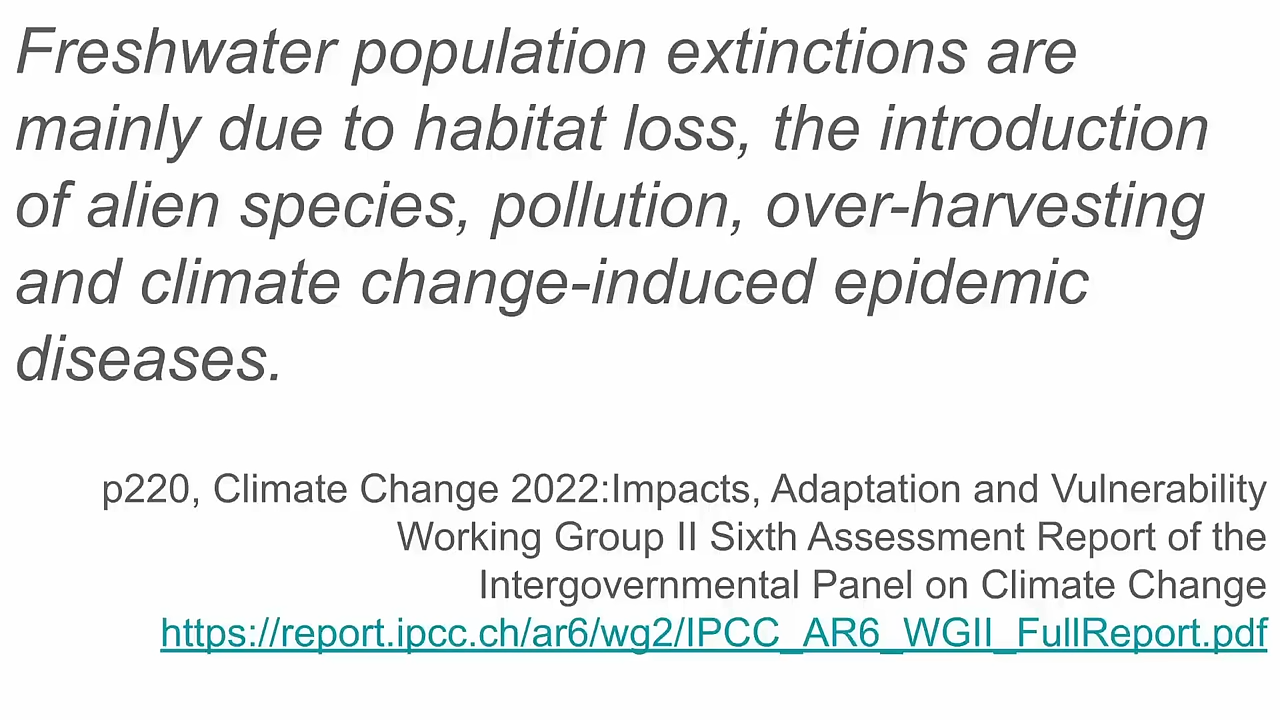 Freshwater population extinctions are
mainly due to habitat loss, the introduction
of alien species, pollution, over-harvesting
and climate change-induced epidemic
diseases.
p220, Climate Change 2022:Impacts, Adaptation and Vulnerability
Working Group II Sixth Assessment Report of the
Intergovernmental Panel on Climate Change
https://report.ipcc.ch/ar6/wg2/IPCC_AR6_WGII_FullReport.pdf